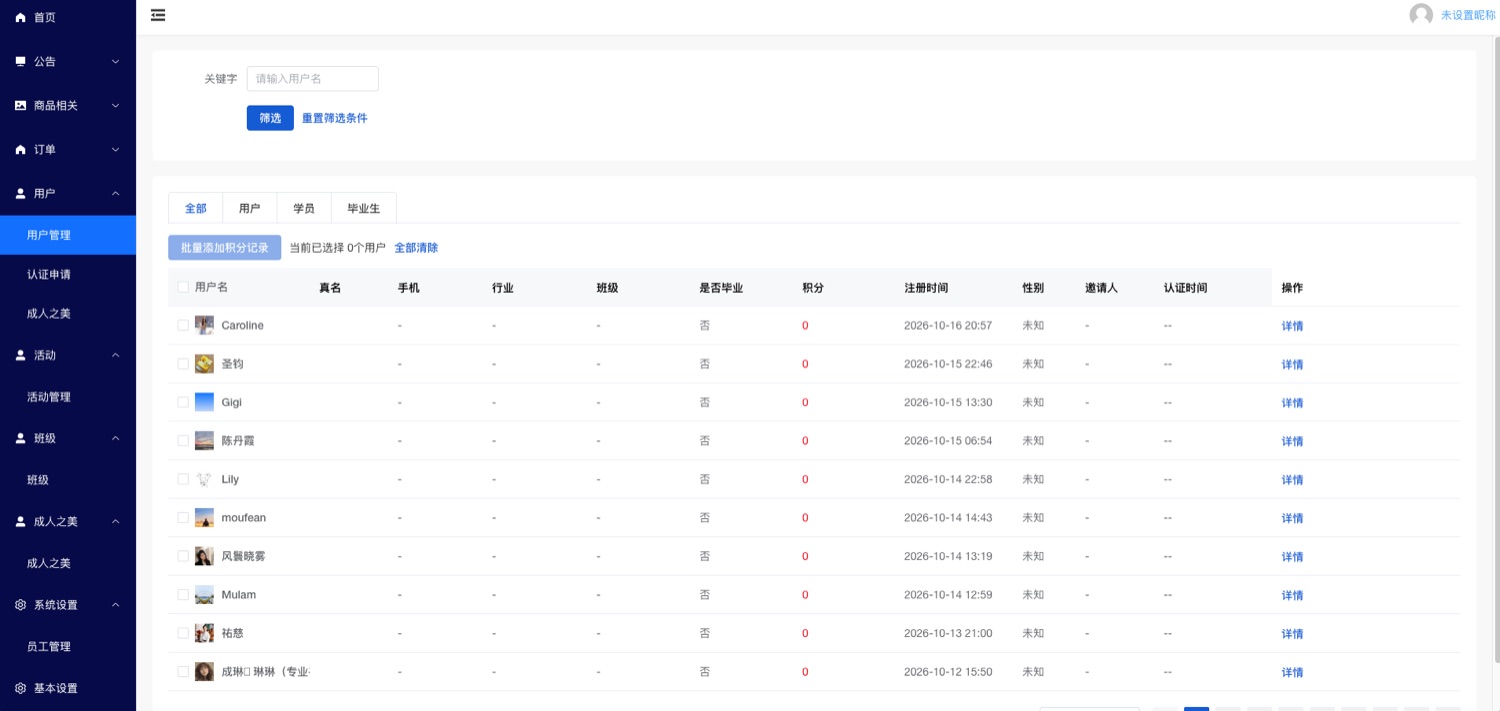 首页
公告
商品相关
订单
用户
用户管理
认证申请
成人之美
活动
活动管理
班级
班级
成人之美
成人之美
系统设置
员工管理
基本设置
未设置昵称
关键字 请输入用户名
筛选 重置筛选条件
全部 用户 学员 毕业生
批量添加积分记录 当前已选择 0个用户 全部清除
用户名 真名 手机 行业 班级 是否毕业 积分 注册时间 性别 邀请人 认证时间 操作
Caroline - - - 否 0 2026-10-16 20:57 未知 - -- 详情
圣钧 - - - 否 0 2026-10-15 22:46 未知 - -- 详情
Gigi - - - 否 0 2026-10-15 13:30 未知 - -- 详情
陈丹霞 - - - 否 0 2026-10-15 06:54 未知 - -- 详情
Lily - - - 否 0 2026-10-14 22:58 未知 - -- 详情
moufean - - - 否 0 2026-10-14 14:43 未知 - -- 详情
风鬟晓雾 - - - 否 0 2026-10-14 13:19 未知 - -- 详情
Mulam - - - 否 0 2026-10-14 12:59 未知 - -- 详情
祐慈 - - - 否 0 2026-10-13 21:00 未知 - -- 详情
成琳 琳琳（专业 - - - 否 0 2026-10-12 15:50 未知 - -- 详情